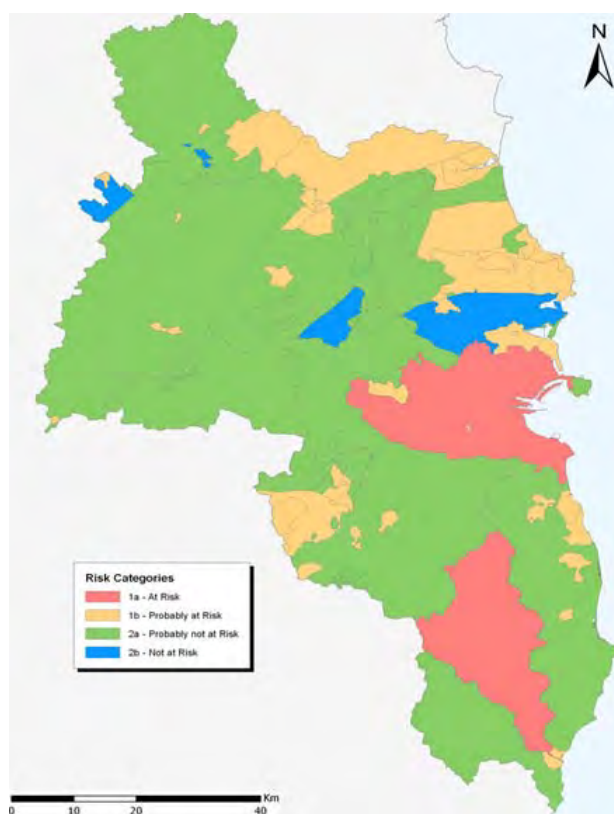 N
Risk Categories
1a - At Risk
1b - Probably at Risk
2a - Probably not at Risk
2b - Not at Risk
Km
0 10 20 40